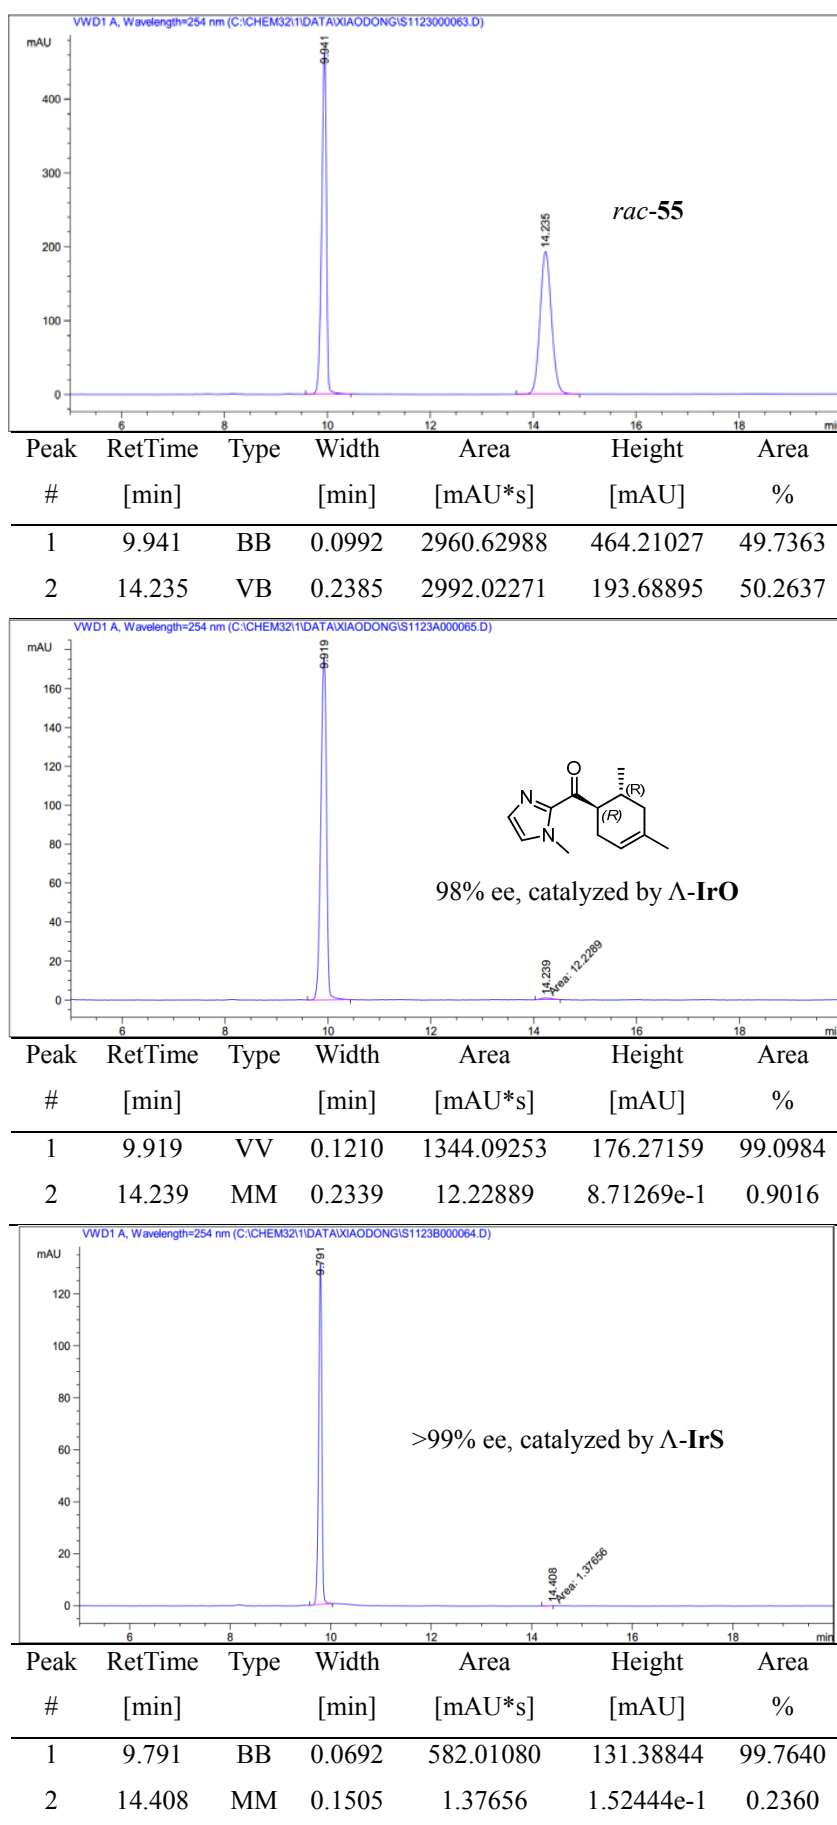 VWD1 A, Wavelength=254 nm (C:\CHEM32\1\DATA\XIAODONG\S1123000063.D)
mAU
9.941
400
300
rac-55
14.235
200
100
0
6 8 10 12 14 16 18 mi
Peak RetTime Type Width Area Height Area
# [min] [min] [mAU*s] [mAU] %
1 9.941 BB 0.0992 2960.62988 464.21027 49.7363
2 14.235 VB 0.2385 2992.02271 193.68895 50.2637
VWD1 A, Wavelength=254 nm (C:\CHEM32\1\DATA\XIAODONG\S1123A000065.D)
mAU
9.919
160
140
120
O
(R)
100
N
(R)
80
N
60
98% ee, catalyzed by Λ-IrO
40
20
14.239
Area: 12.2289
0
6 8 10 12 14 16 18 mi
Peak RetTime Type Width Area Height Area
# [min] [min] [mAU*s] [mAU] %
1 9.919 VV 0.1210 1344.09253 176.27159 99.0984
2 14.239 MM 0.2339 12.22889 8.71269e-1 0.9016
VWD1 A, Wavelength=254 nm (C:\CHEM32\1\DATA\XIAODONG\S1123B000064.D)
mAU
9.791
120
100
80
>99% ee, catalyzed by Λ-IrS
60
40
20
14.408
Area: 1.37656
0
6 8 10 12 14 16 18 min
Peak RetTime Type Width Area Height Area
# [min] [min] [mAU*s] [mAU] %
1 9.791 BB 0.0692 582.01080 131.38844 99.7640
2 14.408 MM 0.1505 1.37656 1.52444e-1 0.2360